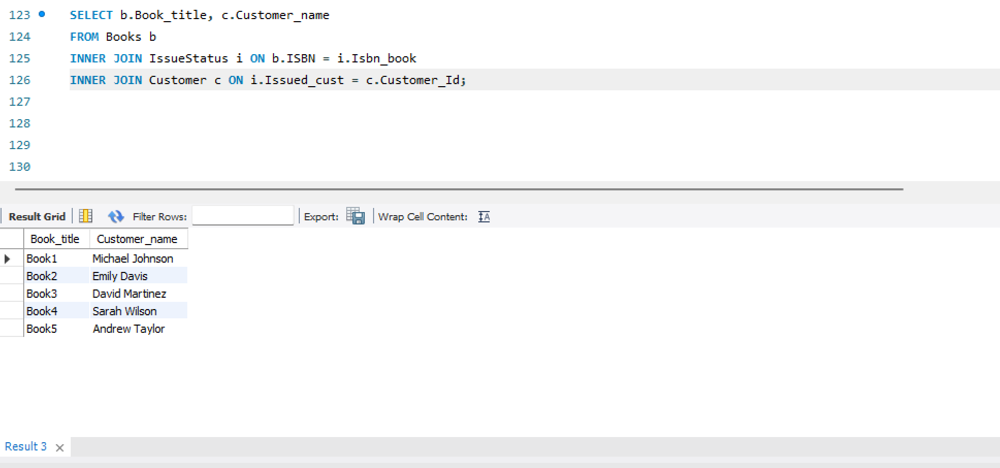 123 SELECT b.Book_title, c.Customer_name
124 FROM Books b
125 INNER JOIN IssueStatus i ON b.ISBN = i.Isbn_book
126 INNER JOIN Customer c ON i.Issued_cust = c.Customer_Id;
127
128
129
130
Result Grid Filter Rows: Export: Wrap Cell Content: A
Book_title Customer_name
Book1 Michael Johnson
Book2 Emily Davis
Book3 David Martinez
Book4 Sarah Wilson
Book5 Andrew Taylor
Result 3